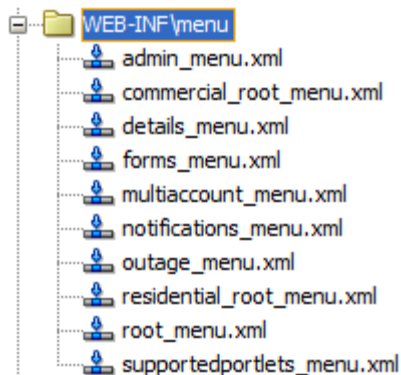 WEB-INF\menu
admin_menu.xml
commercial_root_menu.xml
details_menu.xml
forms_menu.xml
multiaccount_menu.xml
notifications_menu.xml
outage_menu.xml
residential_root_menu.xml
root_menu.xml
supportedportlets_menu.xml